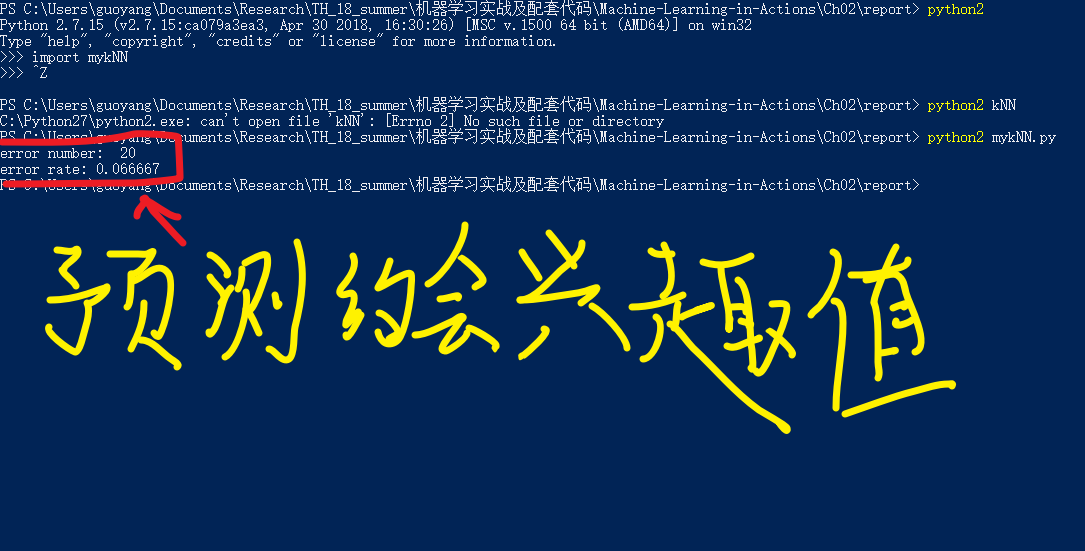 PS C:\Users\guoyang\Documents\Research\TH_18_summer\机器学习实战及配套代码\Machine-Learning-in-Actions\Ch02\report> python2
Python 2.7.15 (v2.7.15:ca079a3ea3, Apr 30 2018, 16:30:26) [MSC v.1500 64 bit (AMD64)] on win32
Type "help", "copyright", "credits" or "license" for more information.
>>> import mykNN
>>> ^Z
PS C:\Users\guoyang\Documents\Research\TH_18_summer\机器学习实战及配套代码\Machine-Learning-in-Actions\Ch02\report> python2 kNN
C:\Python27\python2.exe: can't open file 'kNN': [Errno 2] No such file or directory
PS C:\Users\guoyang\Documents\Research\TH_18_summer\机器学习实战及配套代码\Machine-Learning-in-Actions\Ch02\report> python2 mykNN.py
error number:  20
error rate: 0.066667
PS C:\Users\guoyang\Documents\Research\TH_18_summer\机器学习实战及配套代码\Machine-Learning-in-Actions\Ch02\report>
预测约会兴趣值